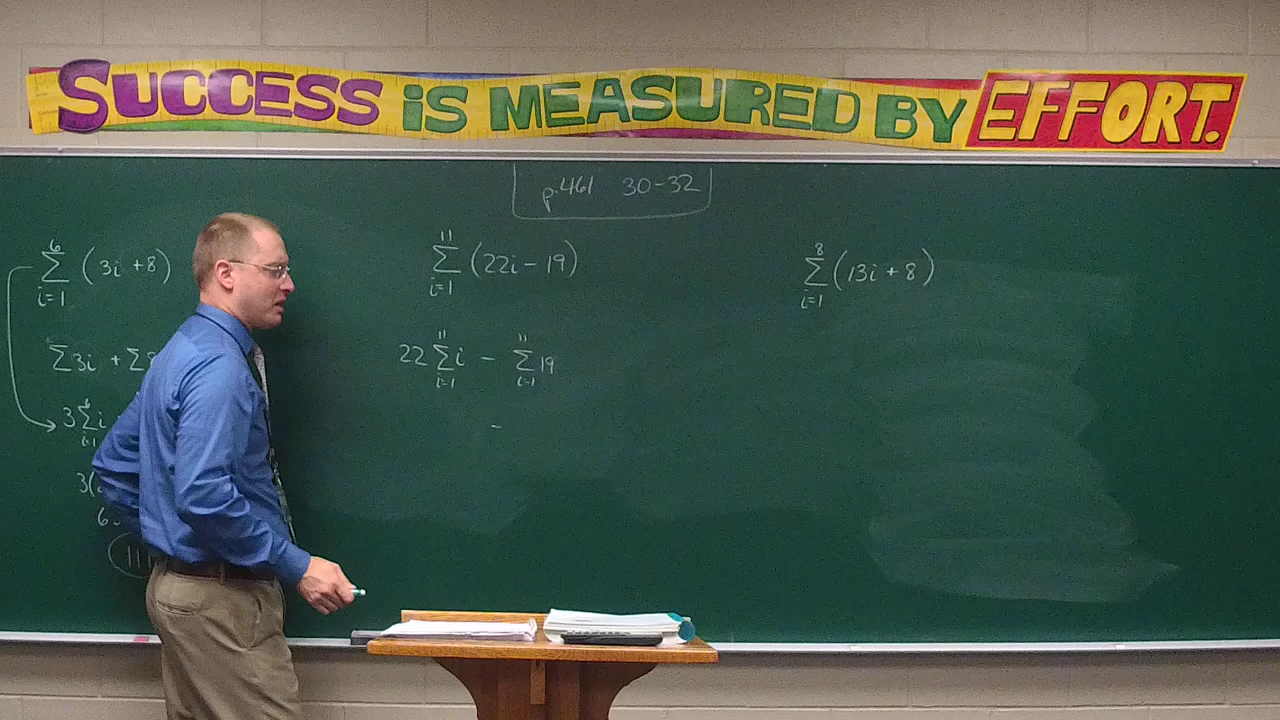 SUCCESS IS MEASURED BY EFFORT.
p.461 30-32
6
∑ (3i +8)
i=1
∑3i + ∑8
6
3∑i
i=1
3(
11
∑ (22i - 19)
i=1
11 11
22∑i - ∑19
i=1 i=1
-
8
∑(13i + 8)
i=1